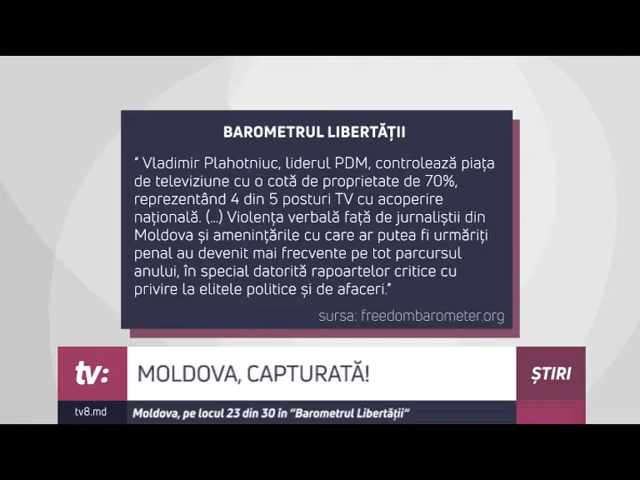 BAROMETRUL LIBERTĂȚII
“ Vladimir Plahotniuc, liderul PDM, controlează piața
de televiziune cu o cotă de proprietate de 70%,
reprezentând 4 din 5 posturi TV cu acoperire
națională. (...) Violența verbală față de jurnaliștii din
Moldova și amenințările cu care ar putea fi urmăriți
penal au devenit mai frecvente pe tot parcursul
anului, în special datorită rapoartelor critice cu
privire la elitele politice și de afaceri.”
sursa: freedombarometer.org
tv:
MOLDOVA, CAPTURATĂ!
ȘTIRI
tv8.md
Moldova, pe locul 23 din 30 în “Barometrul Libertății”